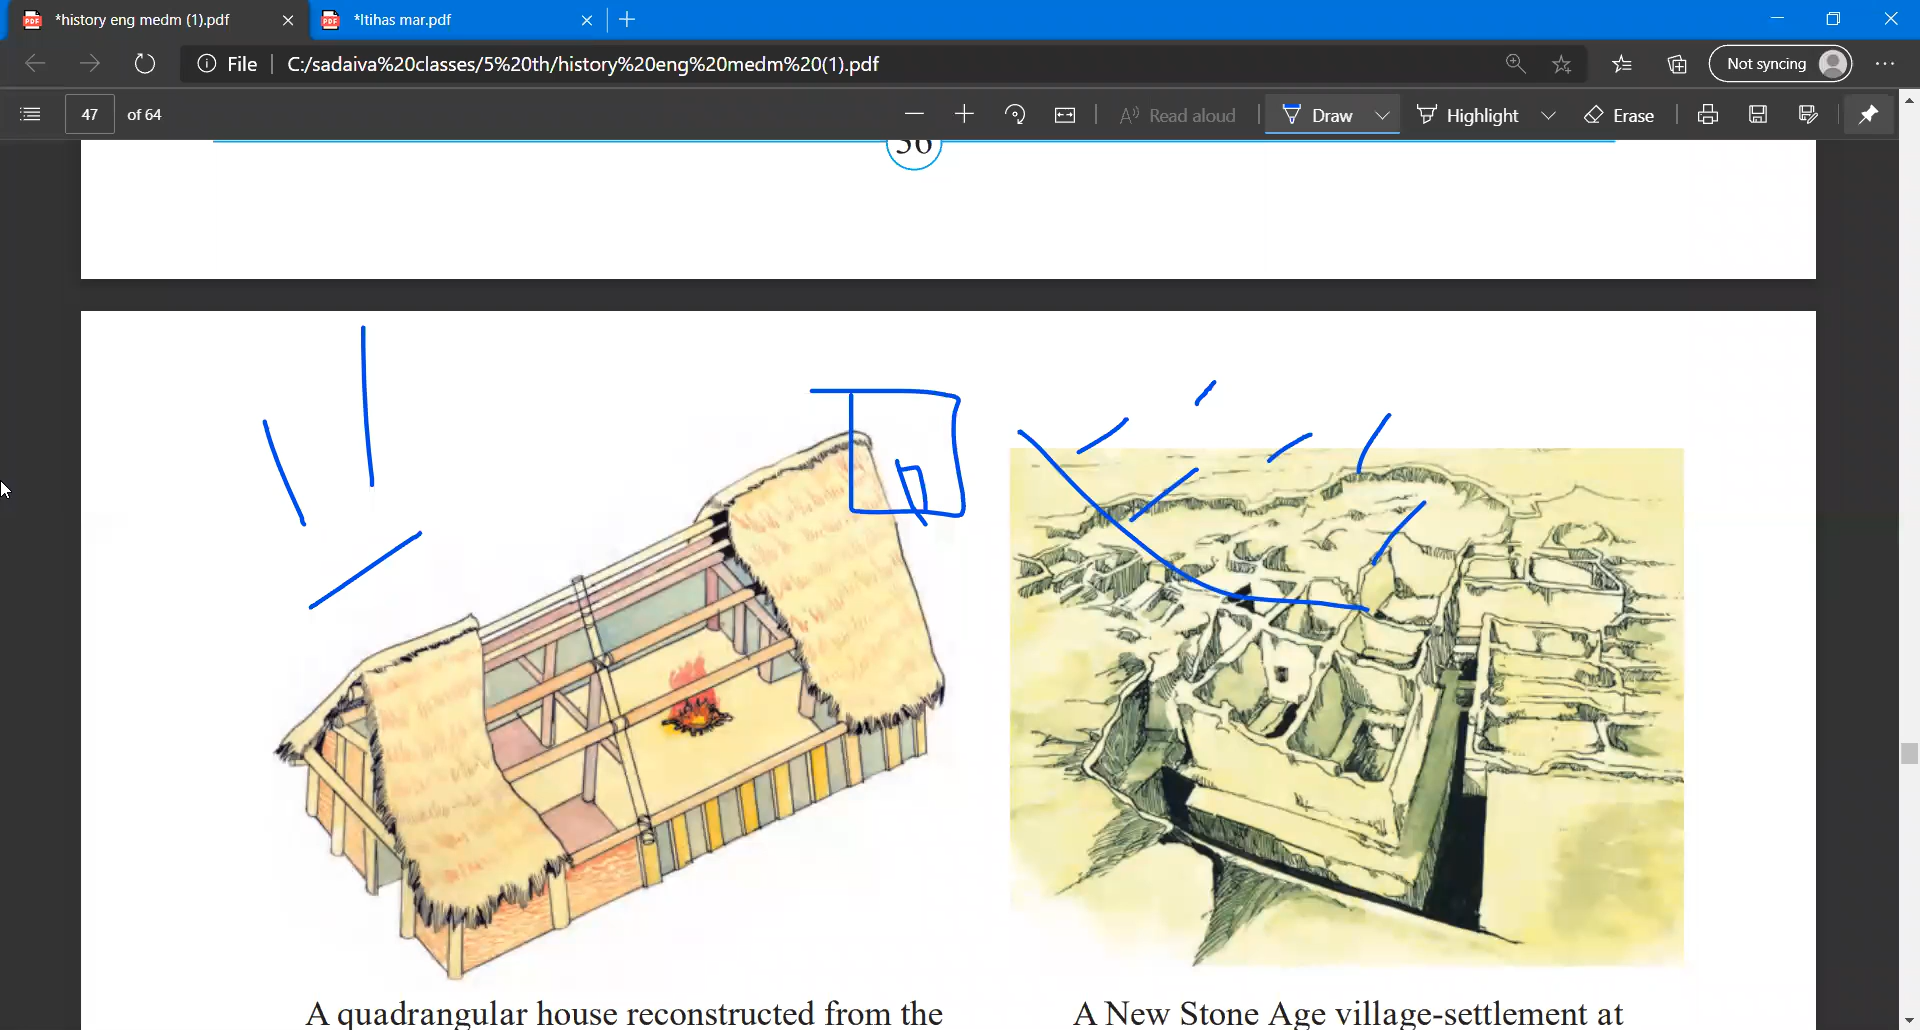 *history eng medm (1).pdf
*Itihas mar.pdf
File
C:/sadaiva%20classes/5%20th/history%20eng%20medm%20(1).pdf
Not syncing
47 of 64
Read aloud
Draw
Highlight
Erase
36
A quadrangular house reconstructed from the
A New Stone Age village-settlement at